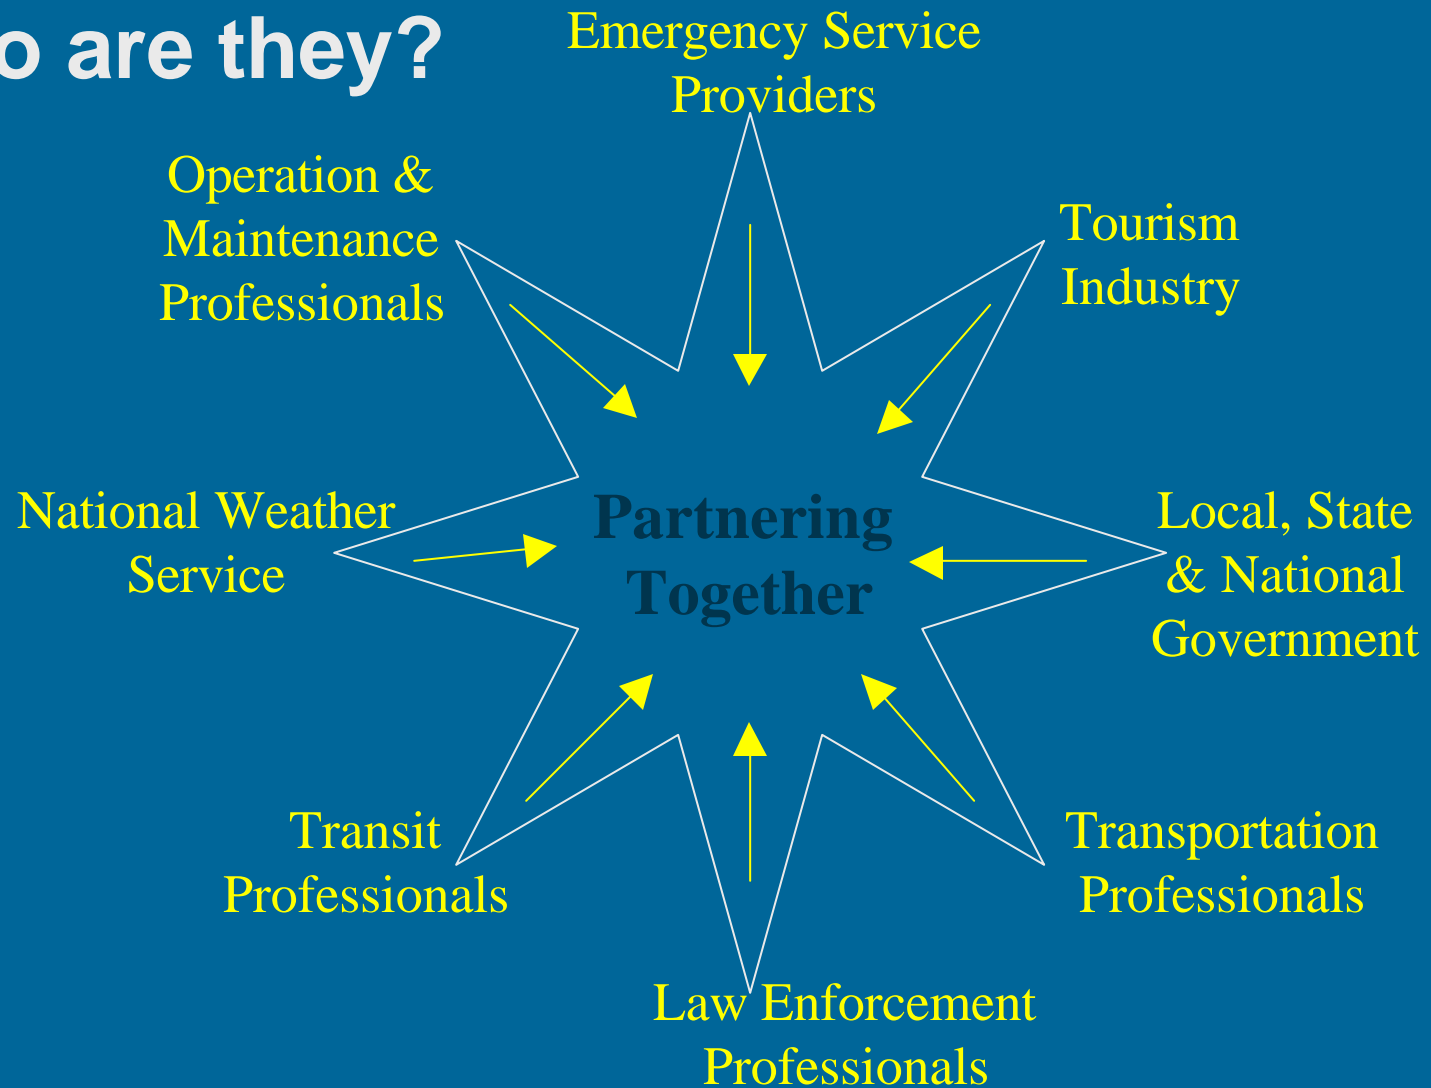 o are they?
Emergency Service
Providers
Operation &
Maintenance
Professionals
Tourism
Industry
National Weather
Service
Partnering
Together
Local, State
& National
Government
Transit
Professionals
Transportation
Professionals
Law Enforcement
Professionals